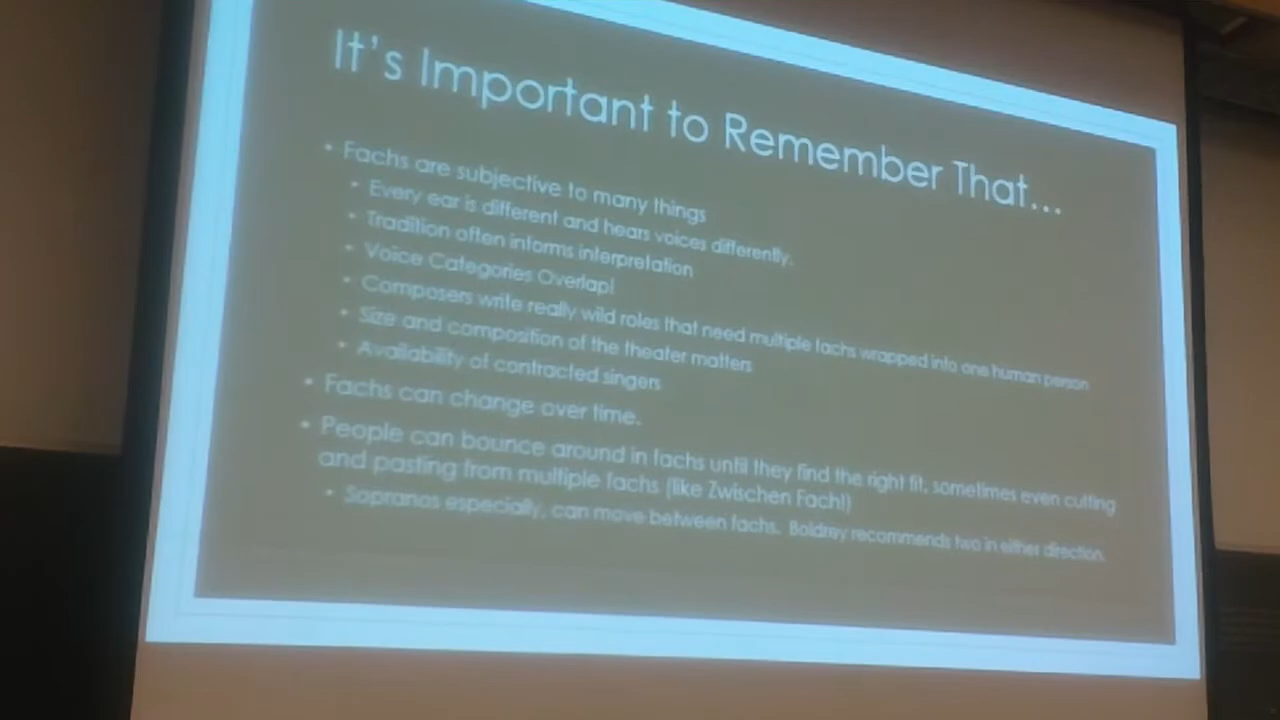 It's Important to Remember That...
• Fachs are subjective to many things
• Every ear is different and hears voices differently.
• Tradition often informs interpretation
• Voice Categories Overlap!
• Composers write really wild roles that need multiple fachs wrapped into one human person
• Size and composition of the theater matters
• Availability of contracted singers
• Fachs can change over time.
• People can bounce around in fachs until they find the right fit, sometimes even cutting
and pasting from multiple fachs (like Zwischen Fach!)
• Sopranos especially, can move between fachs. Boldrey recommends two in either direction.